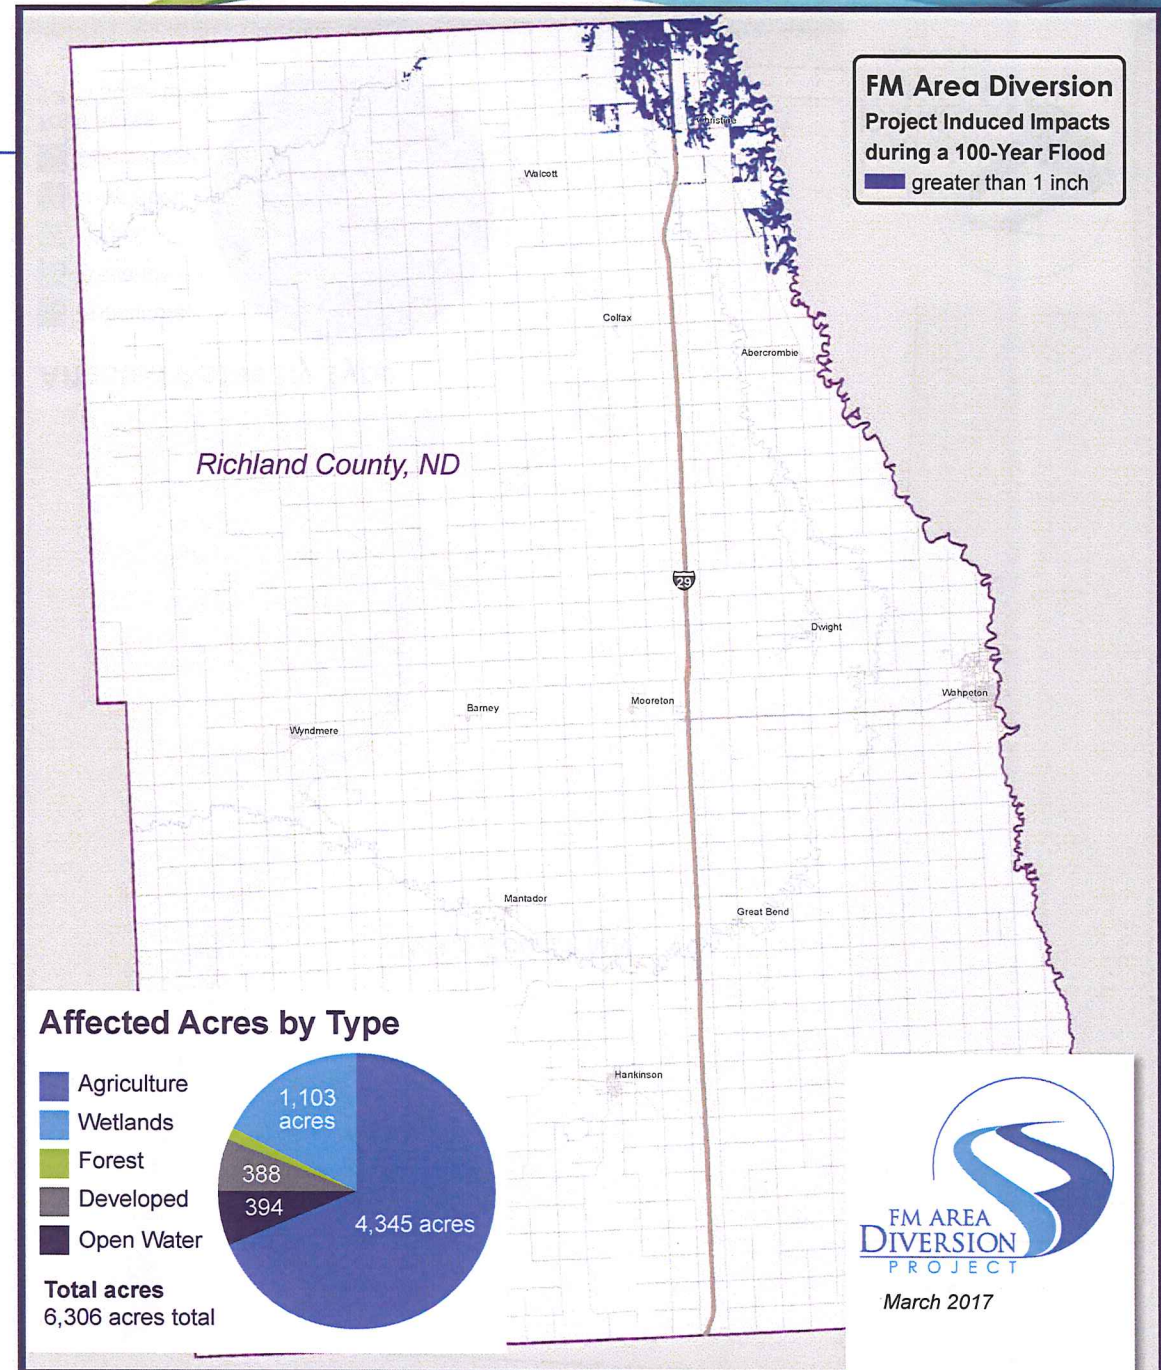 FM Area Diversion
Project Induced Impacts
during a 100-Year Flood
greater than 1 inch
Christine
Walcott
Colfax
Abercrombie
Richland County, ND
29
Dwight
Wahpeton
Mooreton
Barney
Wyndmere
Mantador
Great Bend
Hankinson
Affected Acres by Type
Agriculture
Wetlands
Forest
Developed
Open Water
Total acres
6,306 acres total
1,103
acres
388
394
4,345 acres
FM AREA
DIVERSION
PROJECT
March 2017